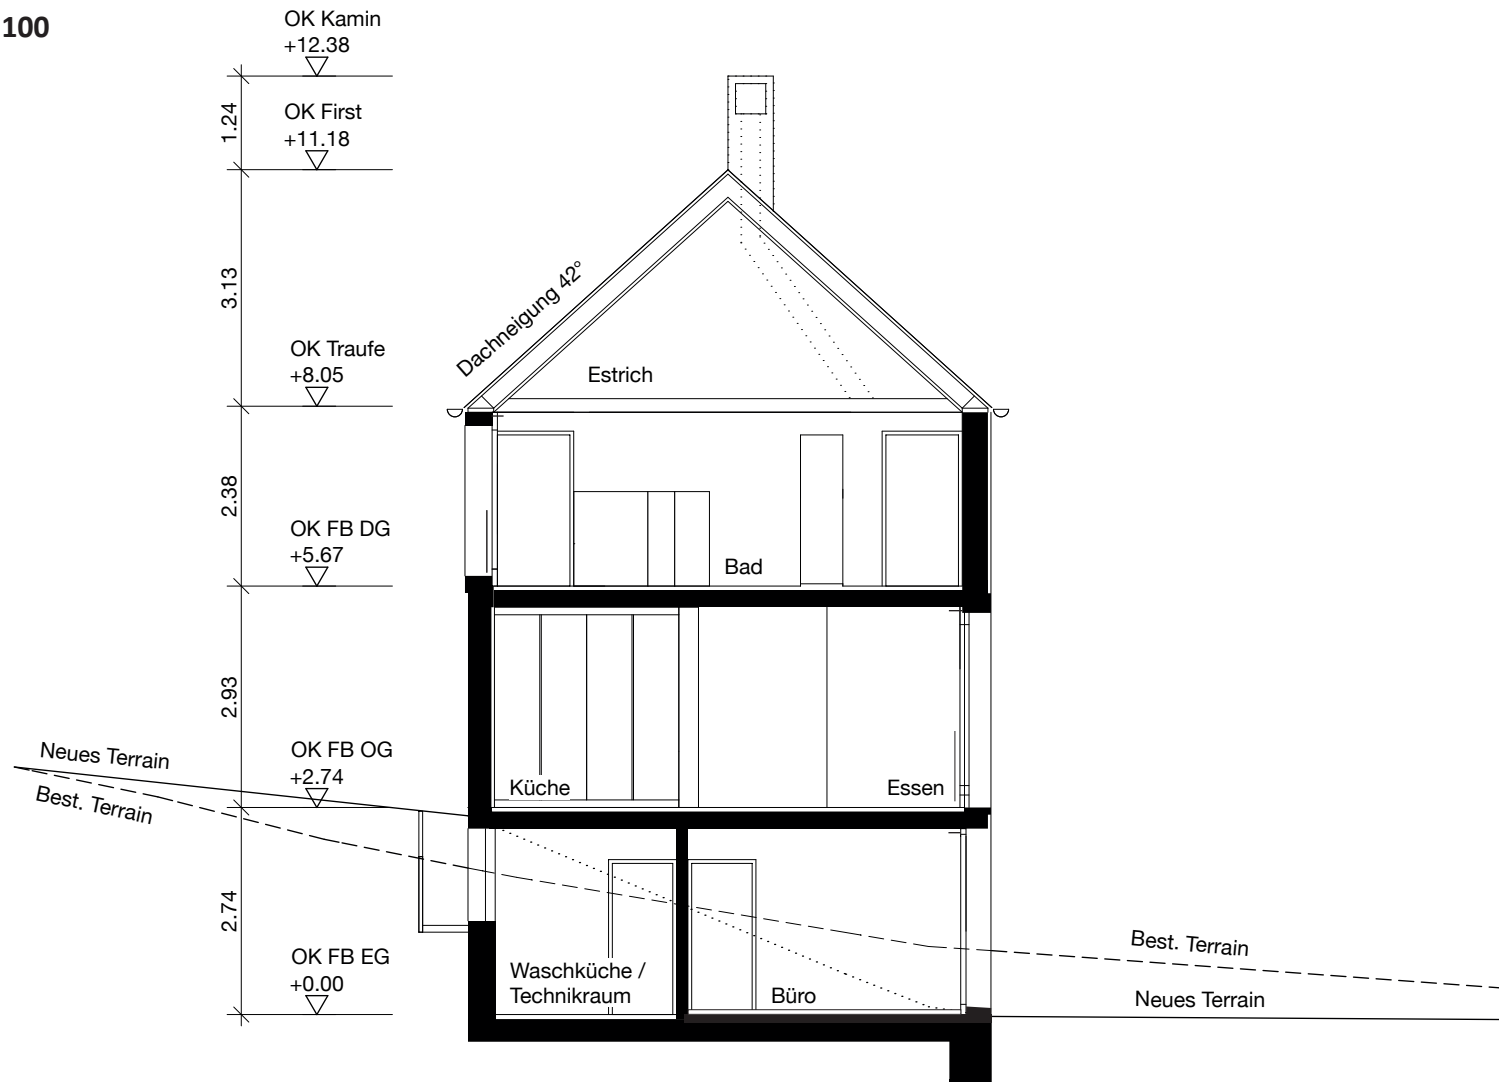 100
OK Kamin
+12.38
1.24
OK First
+11.18
3.13
Dachneigung 42°
OK Traufe
+8.05
Estrich
2.38
OK FB DG
+5.67
Bad
2.93
OK FB OG
+2.74
Neues Terrain
Best. Terrain
Küche
Essen
2.74
OK FB EG
+0.00
Waschküche /
Technikraum
Büro
Best. Terrain
Neues Terrain